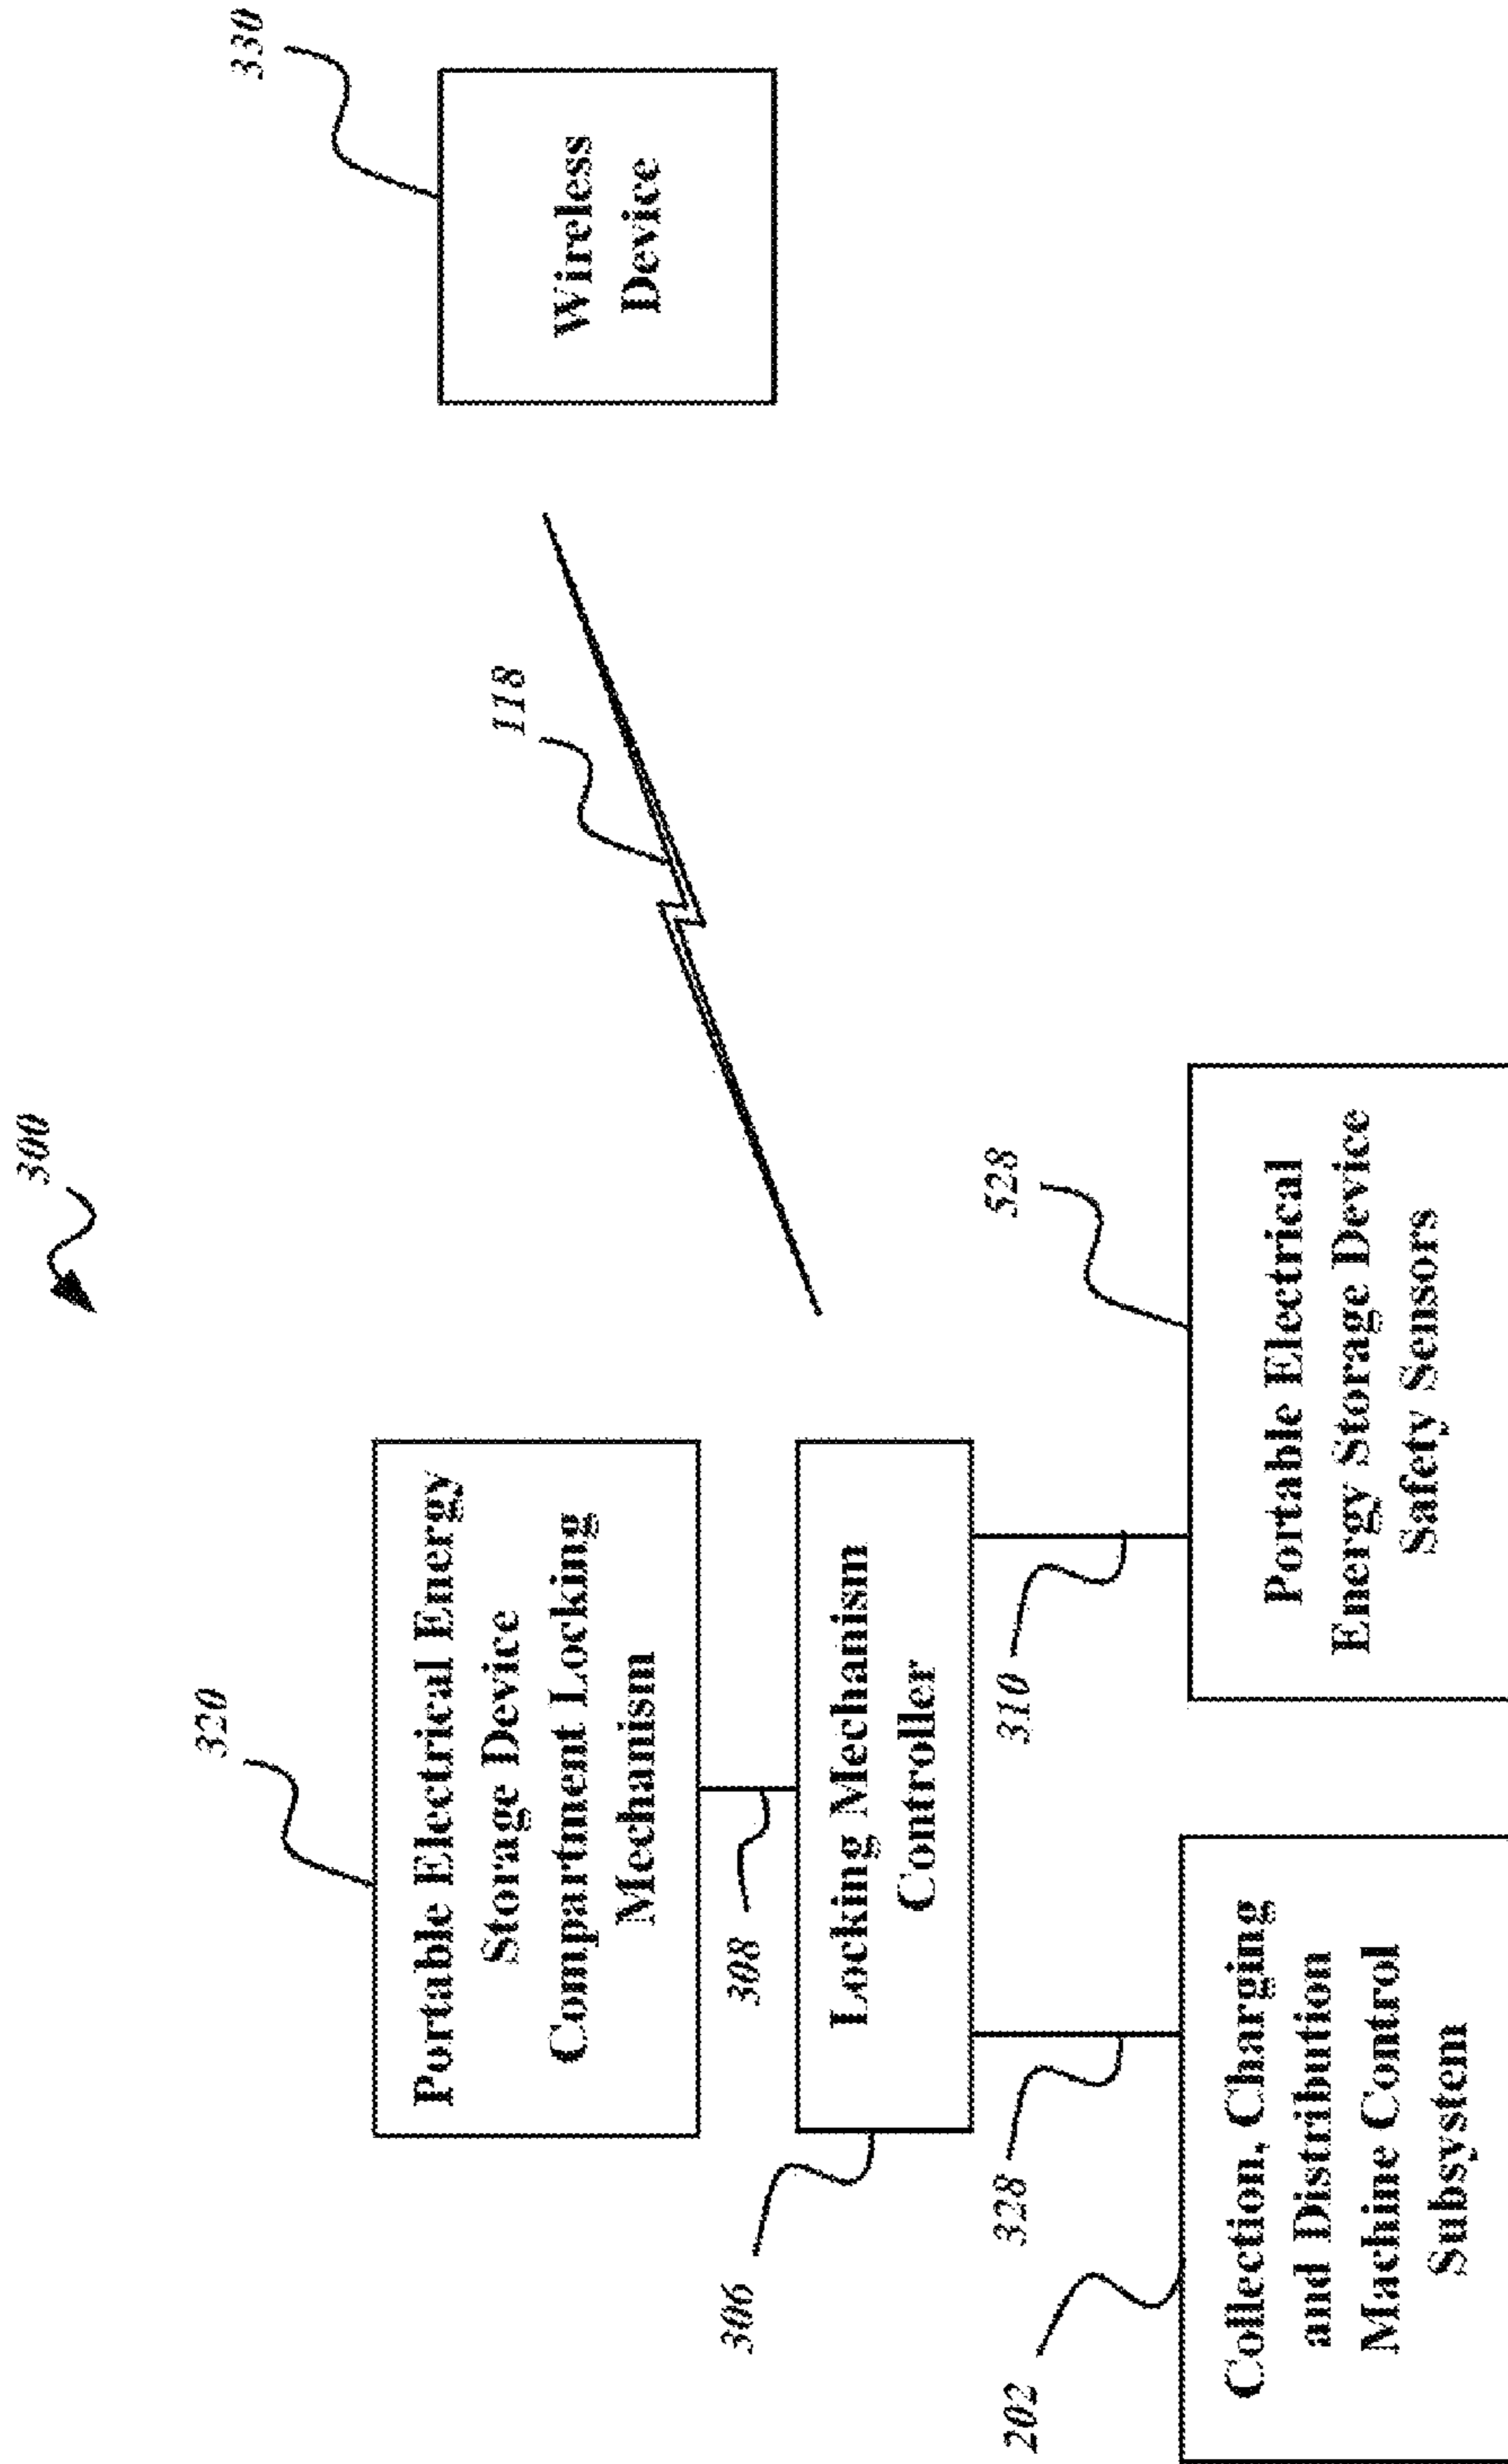 300
320
Portable Electrical Energy
Storage Device
Compartment Locking
Mechanism
308
306
Locking Mechanism
Controller
118
330
Wireless
Device
328
310
202
Collection, Charging
and Distribution
Machine Control
Subsystem
528
Portable Electrical
Energy Storage Device
Safety Sensors